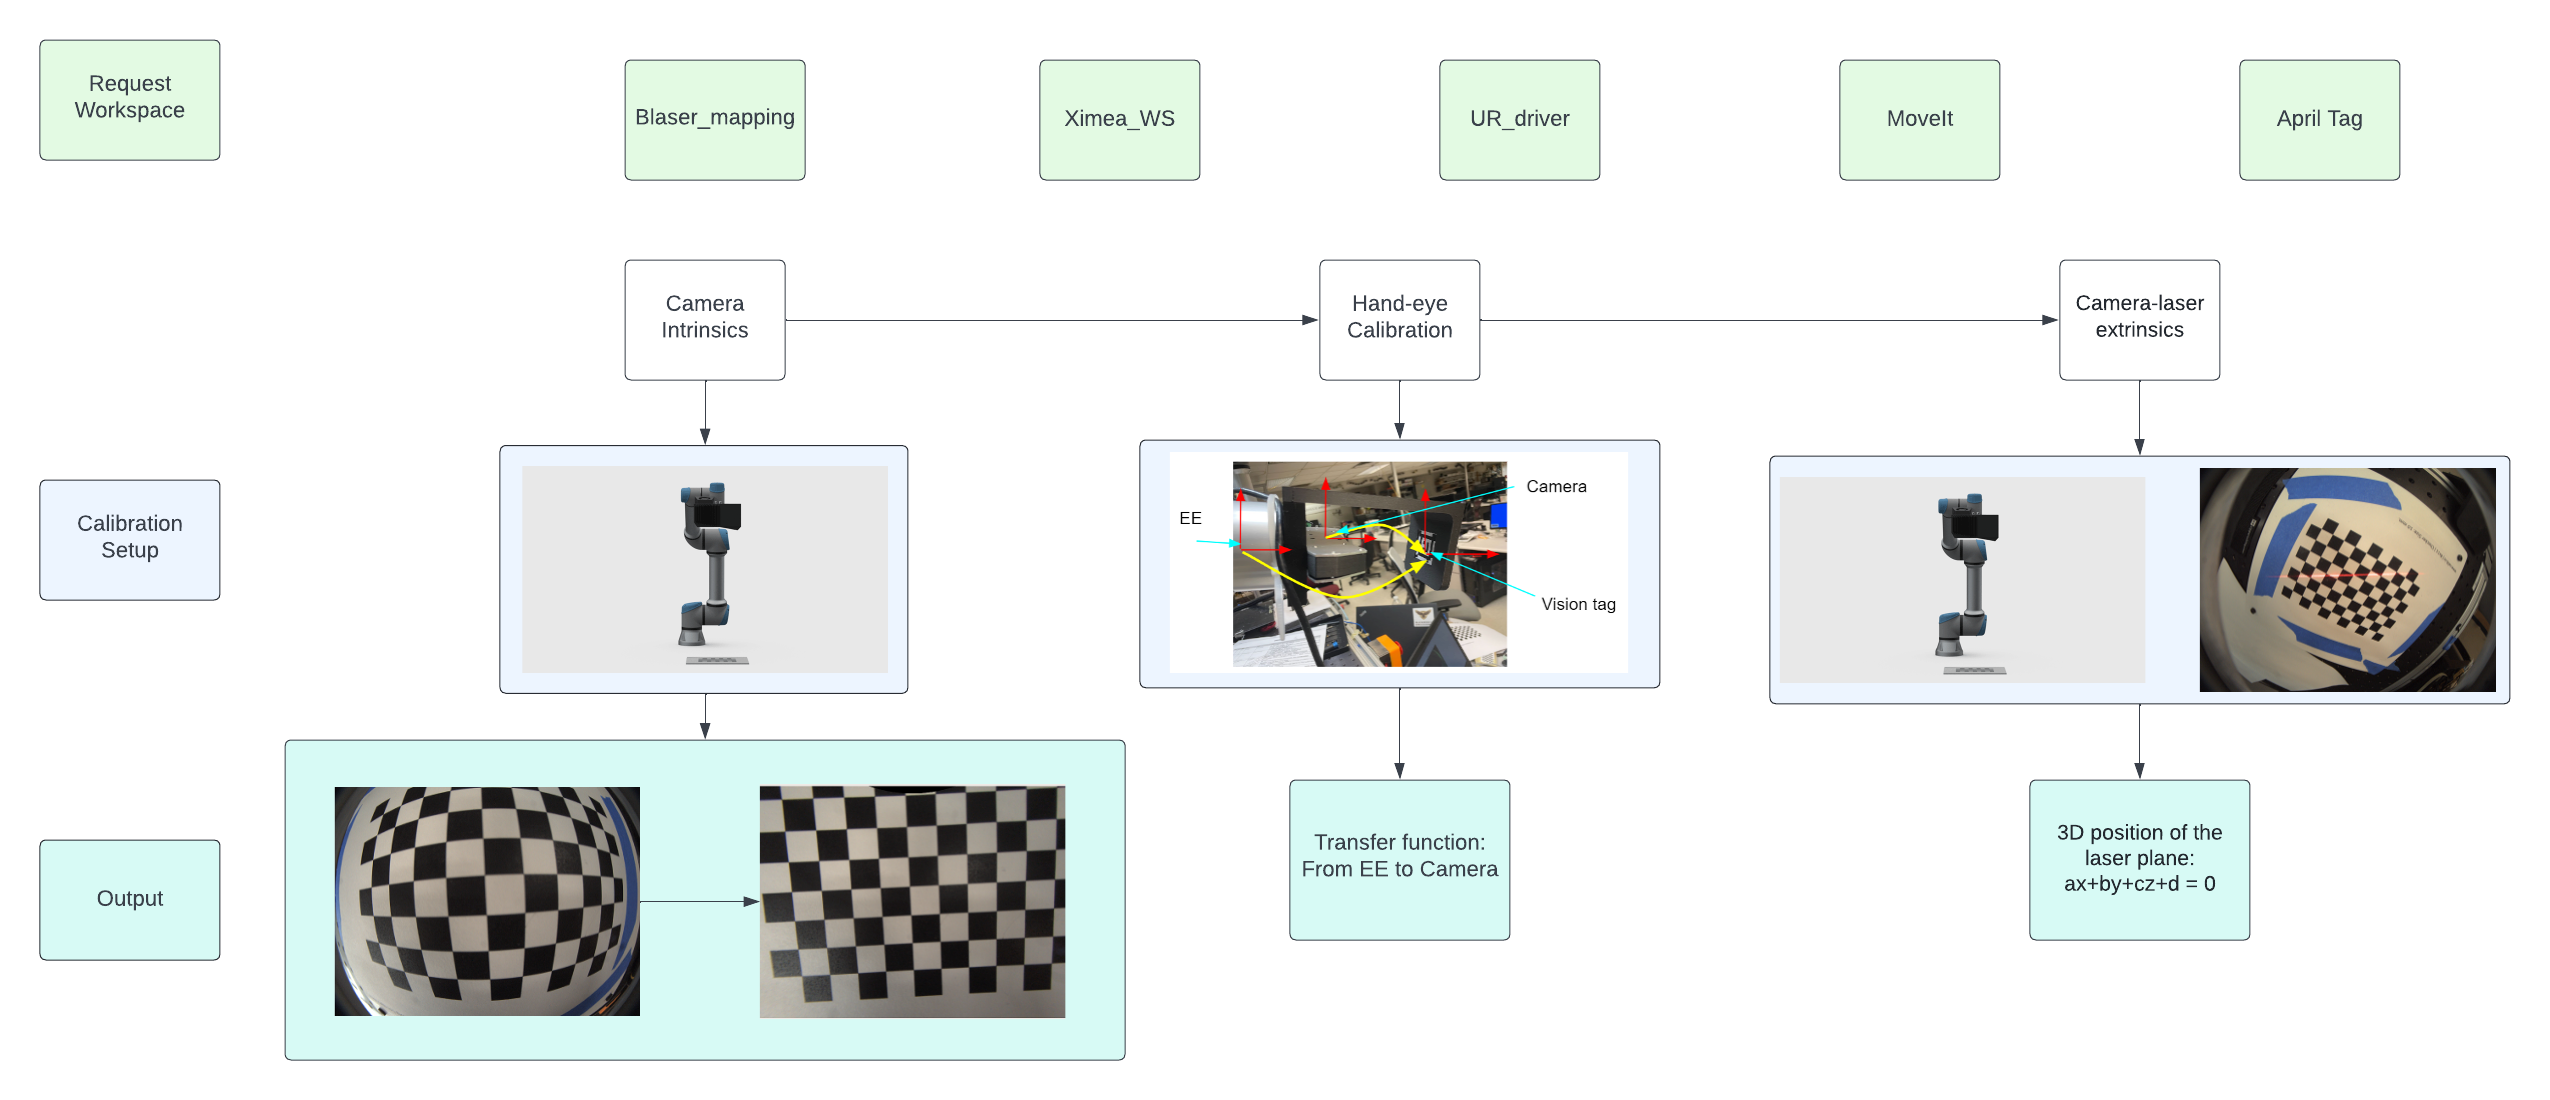 Request
Workspace
Blaser_mapping
Ximea_WS
UR_driver
MoveIt
April Tag
Camera
Intrinsics
Hand-eye
Calibration
Camera-laser
extrinsics
Calibration
Setup
EE
Camera
Vision tag
Output
Transfer function:
From EE to Camera
3D position of the
laser plane:
ax+by+cz+d = 0